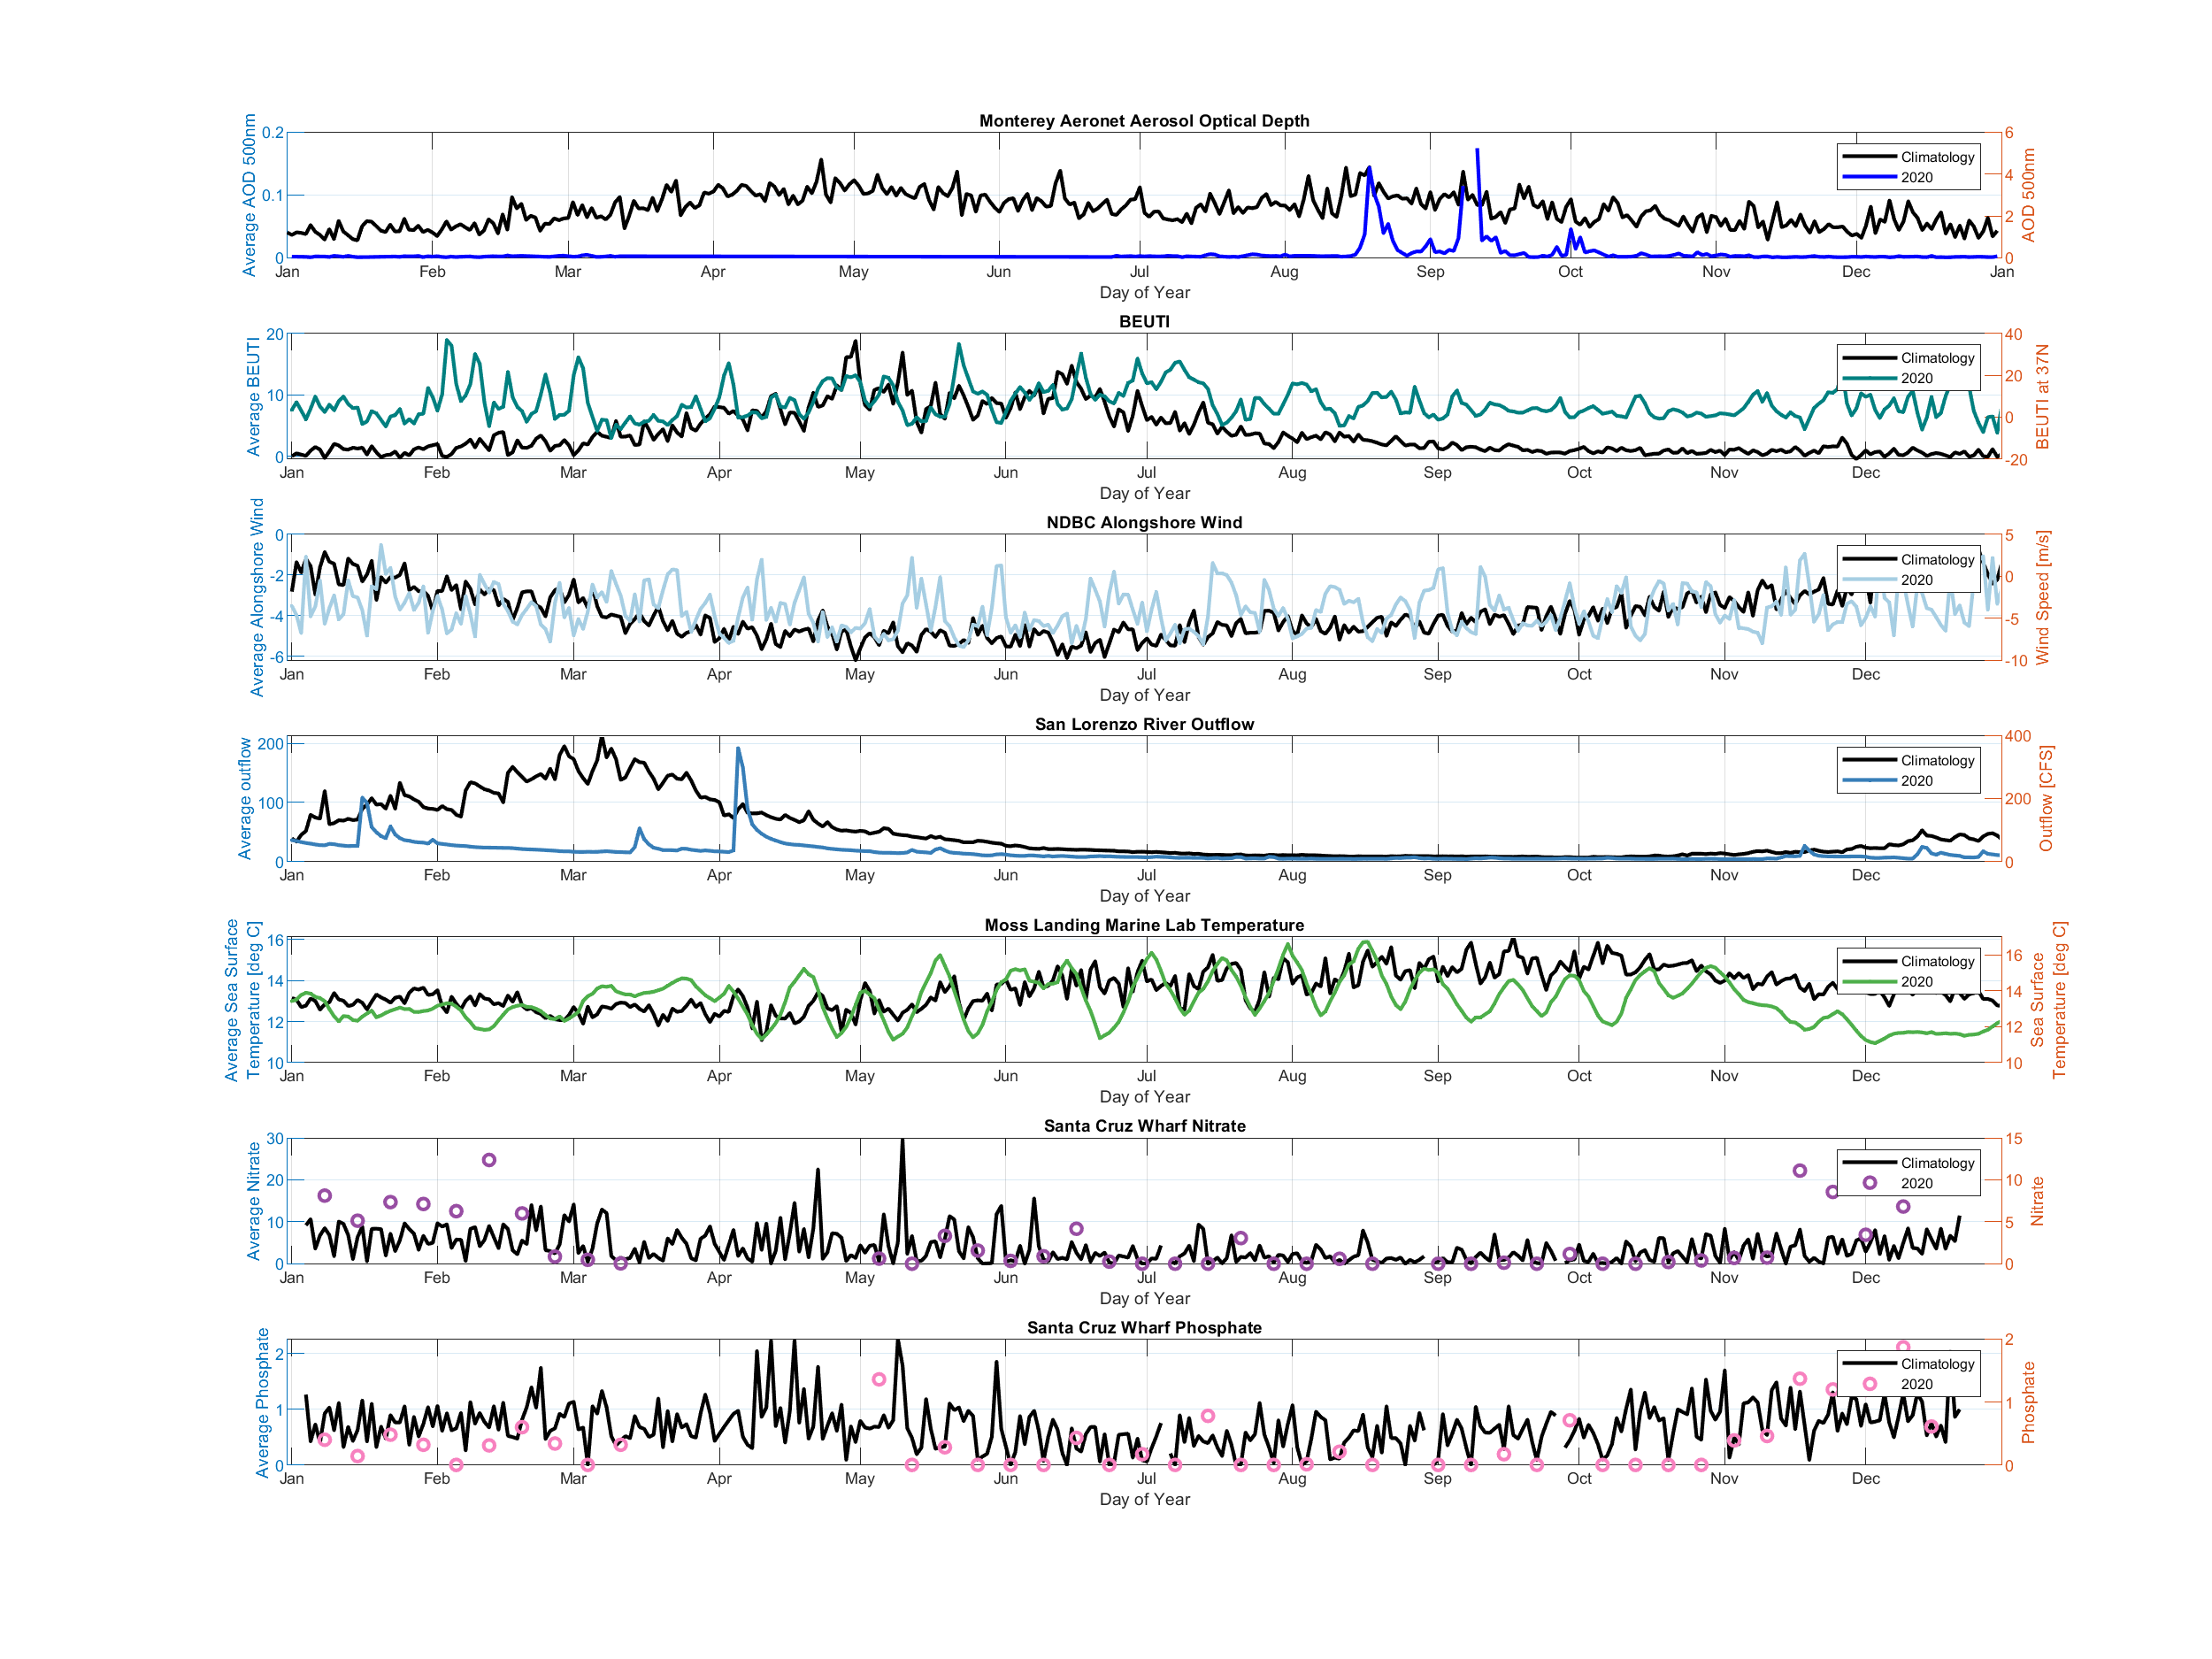 Monterey Aeronet Aerosol Optical Depth
Average AOD 500nm
0.2
0.1
0
6
4
2
0
AOD 500nm
Climatology
2020
Jan Feb Mar Apr May Jun Jul Aug Sep Oct Nov Dec Jan
Day of Year
BEUTI
Average BEUTI
20
10
0
40
20
0
-20
BEUTI at 37N
Climatology
2020
Jan Feb Mar Apr May Jun Jul Aug Sep Oct Nov Dec
Day of Year
NDBC Alongshore Wind
Average Alongshore Wind
0
-2
-4
-6
5
0
-5
-10
Wind Speed [m/s]
Climatology
2020
Jan Feb Mar Apr May Jun Jul Aug Sep Oct Nov Dec
Day of Year
San Lorenzo River Outflow
Average outflow
200
100
0
400
200
0
Outflow [CFS]
Climatology
2020
Jan Feb Mar Apr May Jun Jul Aug Sep Oct Nov Dec
Day of Year
Moss Landing Marine Lab Temperature
Average Sea Surface
Temperature [deg C]
16
14
12
10
16
14
12
10
Sea Surface
Temperature [deg C]
Climatology
2020
Jan Feb Mar Apr May Jun Jul Aug Sep Oct Nov Dec
Day of Year
Santa Cruz Wharf Nitrate
Average Nitrate
30
20
10
0
15
10
5
0
Nitrate
Climatology
2020
Jan Feb Mar Apr May Jun Jul Aug Sep Oct Nov Dec
Day of Year
Santa Cruz Wharf Phosphate
Average Phosphate
2
1
0
2
1
0
Phosphate
Climatology
2020
Jan Feb Mar Apr May Jun Jul Aug Sep Oct Nov Dec
Day of Year